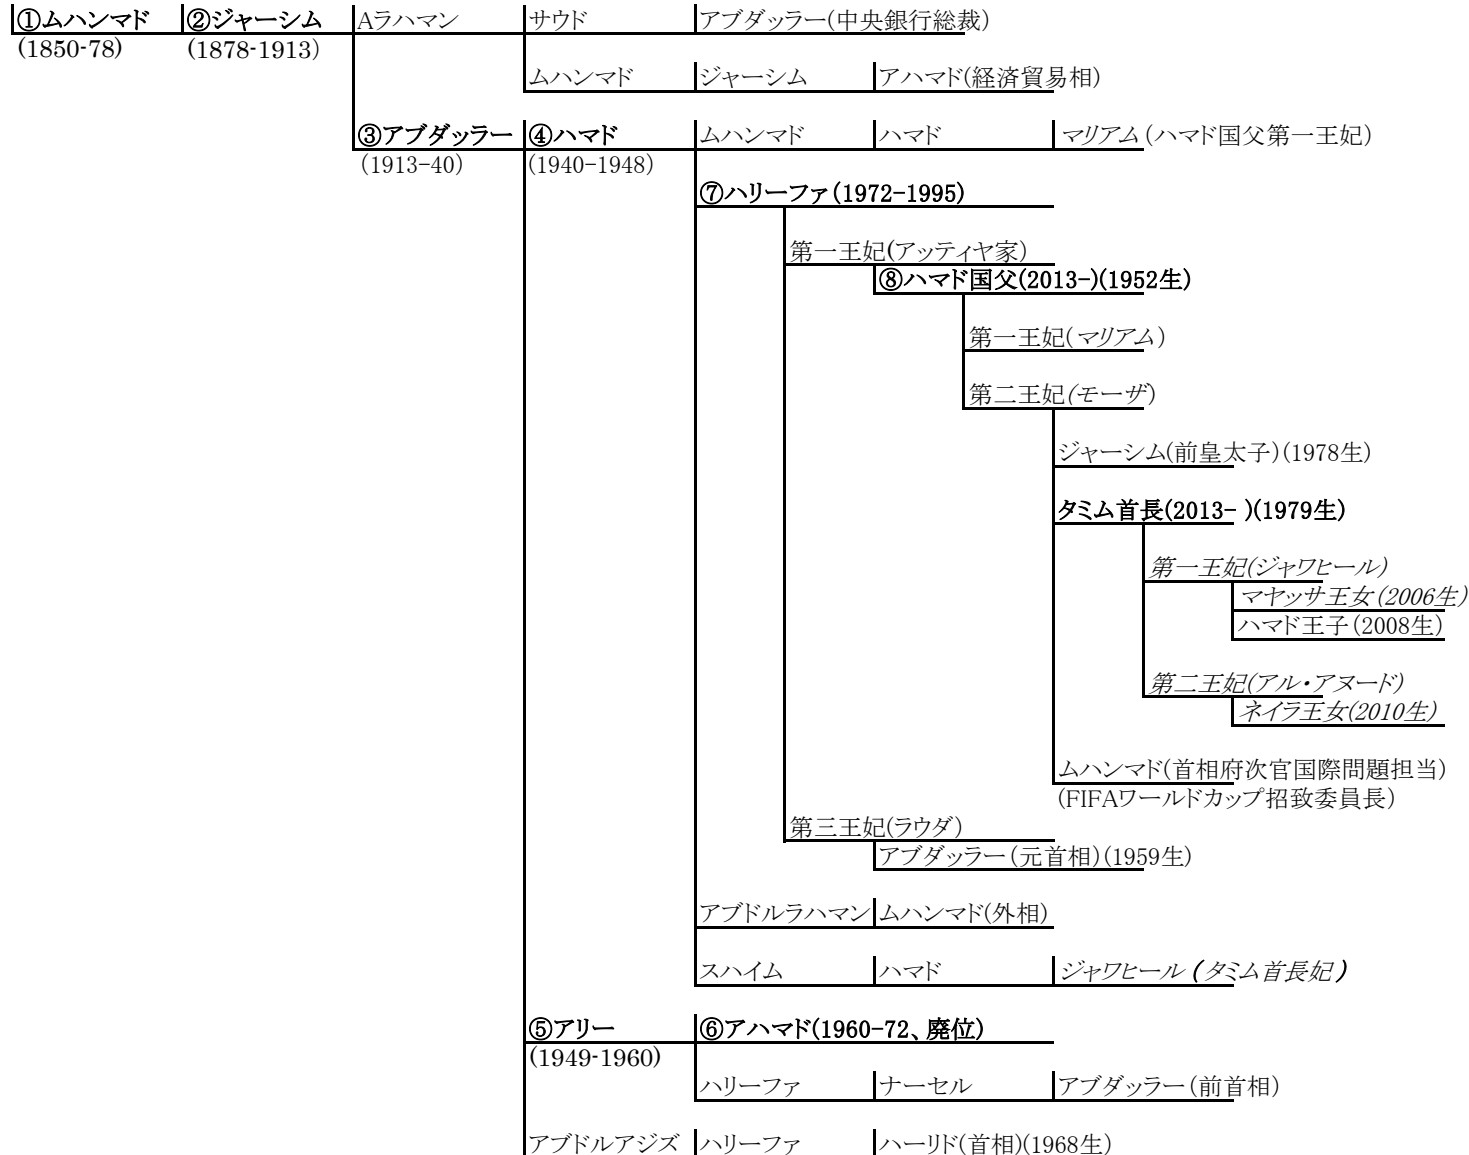 ①ムハンマド ②ジャーシム Aラハマン サウド アブダッラー(中央銀行総裁)
(1850-78) (1878-1913)
ムハンマド ジャーシム アハマド(経済貿易相)
③アブダッラー ④ハマド ムハンマド ハマド マリアム(ハマド国父第一王妃)
(1913-40) (1940-1948)
⑦ハリーファ(1972-1995)
第一王妃(アッティヤ家)
⑧ハマド国父(2013-)(1952生)
第一王妃(マリアム)
第二王妃(モーザ)
ジャーシム(前皇太子)(1978生)
タミム首長(2013- )(1979生)
第一王妃(ジャワヒール)
マヤッサ王女(2006生)
ハマド王子(2008生)
第二王妃(アル・アヌード)
ネイラ王女(2010生)
ムハンマド(首相府次官国際問題担当)
(FIFAワールドカップ招致委員長)
第三王妃(ラウダ)
アブダッラー(元首相)(1959生)
アブドルラハマン ムハンマド(外相)
スハイム ハマド ジャワヒール(タミム首長妃)
⑤アリー ⑥アハマド(1960-72、廃位)
(1949-1960)
ハリーファ ナーセル アブダッラー(前首相)
アブドルアジズ ハリーファ ハーリド(首相)(1968生)